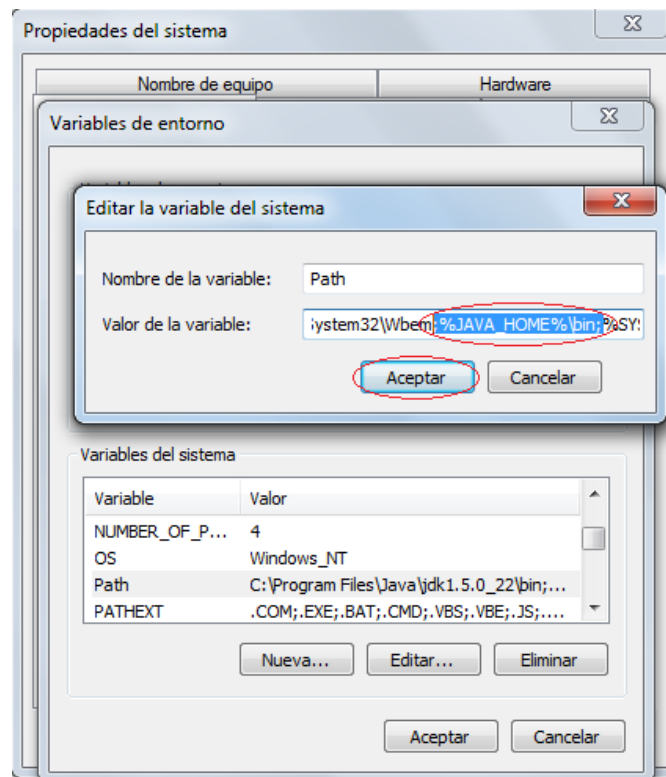 Propiedades del sistema
Nombre de equipo Hardware
Variables de entorno
Editar la variable del sistema
Nombre de la variable: Path
Valor de la variable: ystem32\Wbem;%JAVA_HOME%\bin;%SYS
Aceptar Cancelar
Variables del sistema
Variable Valor
NUMBER_OF_P... 4
OS Windows_NT
Path C:\Program Files\Java\jdk1.5.0_22\bin;...
PATHEXT .COM;.EXE;.BAT;.CMD;.VBS;.VBE;.JS;....
Nueva... Editar... Eliminar
Aceptar Cancelar